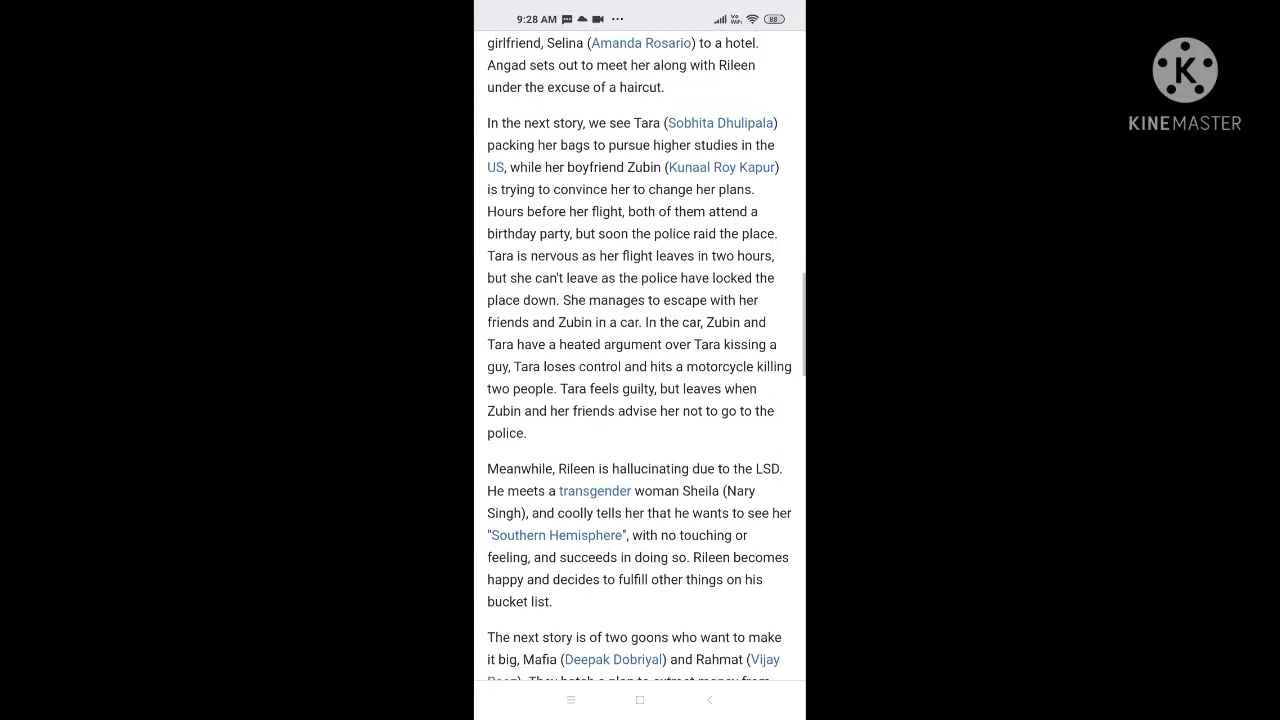 9:28 AM
Vo
WiFi
88
girlfriend, Selina (Amanda Rosario) to a hotel.
Angad sets out to meet her along with Rileen
under the excuse of a haircut.
In the next story, we see Tara (Sobhita Dhulipala)
packing her bags to pursue higher studies in the
US, while her boyfriend Zubin (Kunaal Roy Kapur)
is trying to convince her to change her plans.
Hours before her flight, both of them attend a
birthday party, but soon the police raid the place.
Tara is nervous as her flight leaves in two hours,
but she can't leave as the police have locked the
place down. She manages to escape with her
friends and Zubin in a car. In the car, Zubin and
Tara have a heated argument over Tara kissing a
guy, Tara loses control and hits a motorcycle killing
two people. Tara feels guilty, but leaves when
Zubin and her friends advise her not to go to the
police.
Meanwhile, Rileen is hallucinating due to the LSD.
He meets a transgender woman Sheila (Nary
Singh), and coolly tells her that he wants to see her
"Southern Hemisphere", with no touching or
feeling, and succeeds in doing so. Rileen becomes
happy and decides to fulfill other things on his
bucket list.
The next story is of two goons who want to make
it big, Mafia (Deepak Dobriyal) and Rahmat (Vijay
K
KINEMASTER